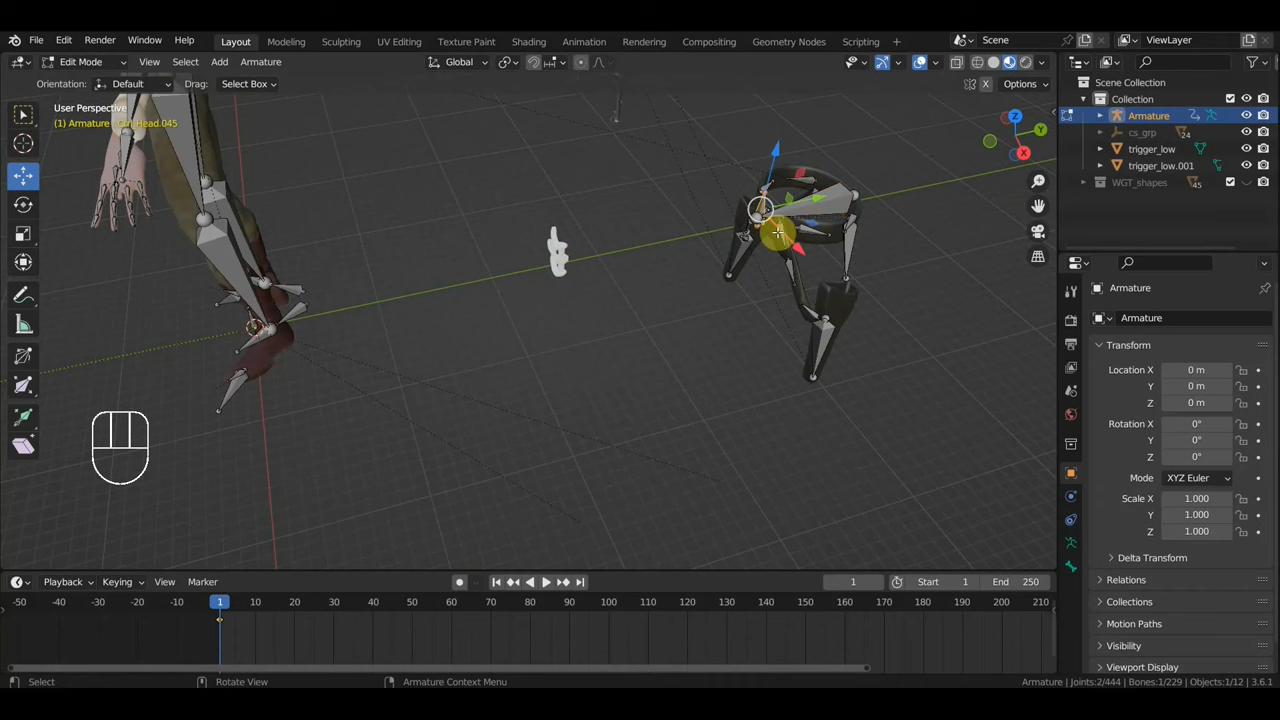 File Edit Render Window Help Layout Modeling Sculpting UV Editing Texture Paint Shading Animation Rendering Compositing Geometry Nodes Scripting + Scene ViewLayer
Edit Mode View Select Add Armature Global
Orientation: Default Drag: Select Box X Options
User Perspective
(1) Armature :
Head.045
Z
Y
X
Scene Collection
Collection
Armature
cs_grp 24
trigger_low
trigger_low.001
WGT_shapes 45
Armature
Armature
Transform
Location X 0 m
Y 0 m
Z 0 m
Rotation X 0°
Y 0°
Z 0°
Mode XYZ Euler
Scale X 1.000
Y 1.000
Z 1.000
Delta Transform
Relations
Collections
Motion Paths
Visibility
Viewport Display
Playback Keying View Marker 1 Start 1 End 250
-50 -40 -30 -20 -10 1 10 20 30 40 50 60 70 80 90 100 110 120 130 140 150 160 170 180 190 200 210
Select Rotate View Armature Context Menu Armature | Joints:2/444 | Bones:1/229 | Objects:1/12 | 3.6.1